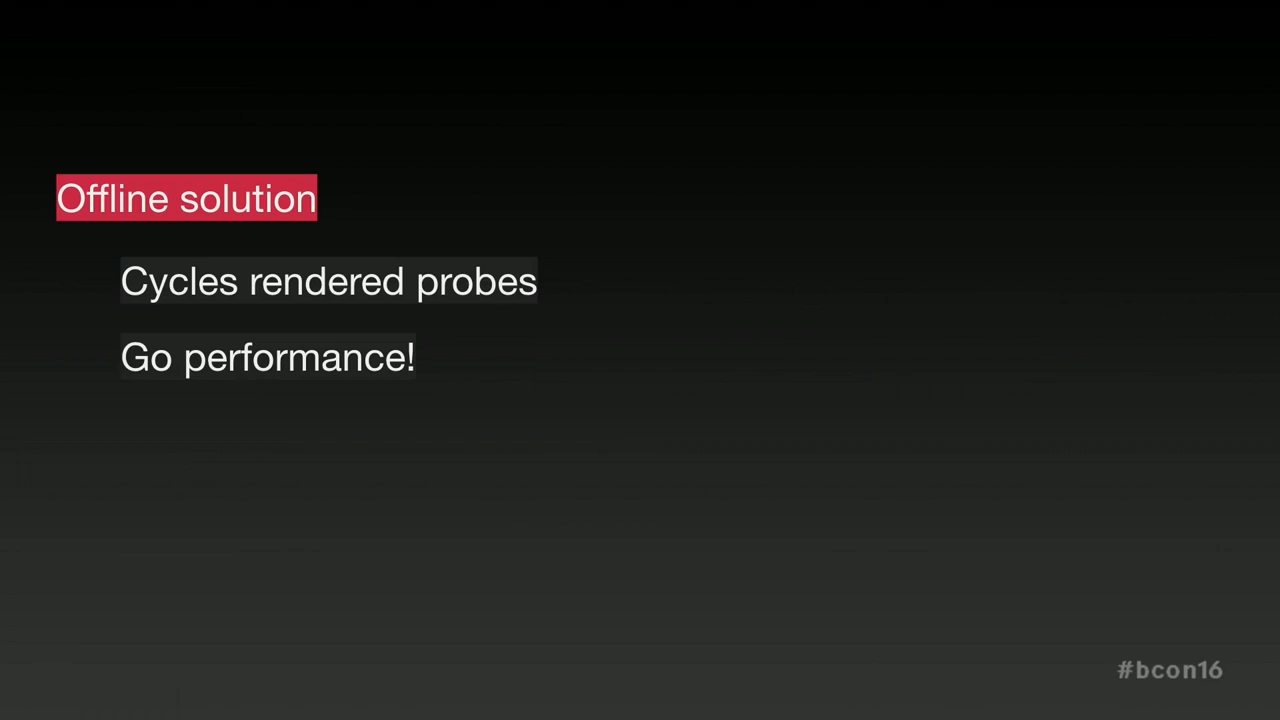 Offline solution
Cycles rendered probes
Go performance!
#bcon16